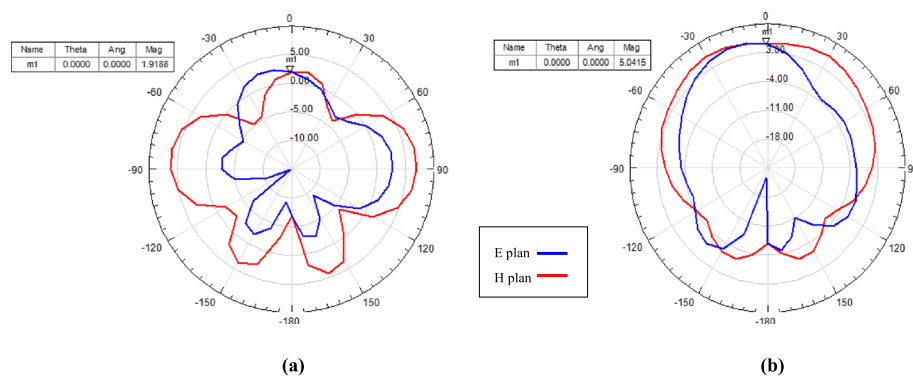 Name Theta Ang Mag
m1 0.0000 0.0000 1.9188
0
-30 30
-60 60
-90 90
-120 120
-150 150
-180
m1
5.00
0.00
-5.00
-10.00
(a)
Name Theta Ang Mag
m1 0.0000 0.0000 5.0415
0
-30 30
-60 60
-90 9
-120 120
-150 150
-180
m1
3.00
-4.00
-11.00
-18.00
(b)
E plan
H plan